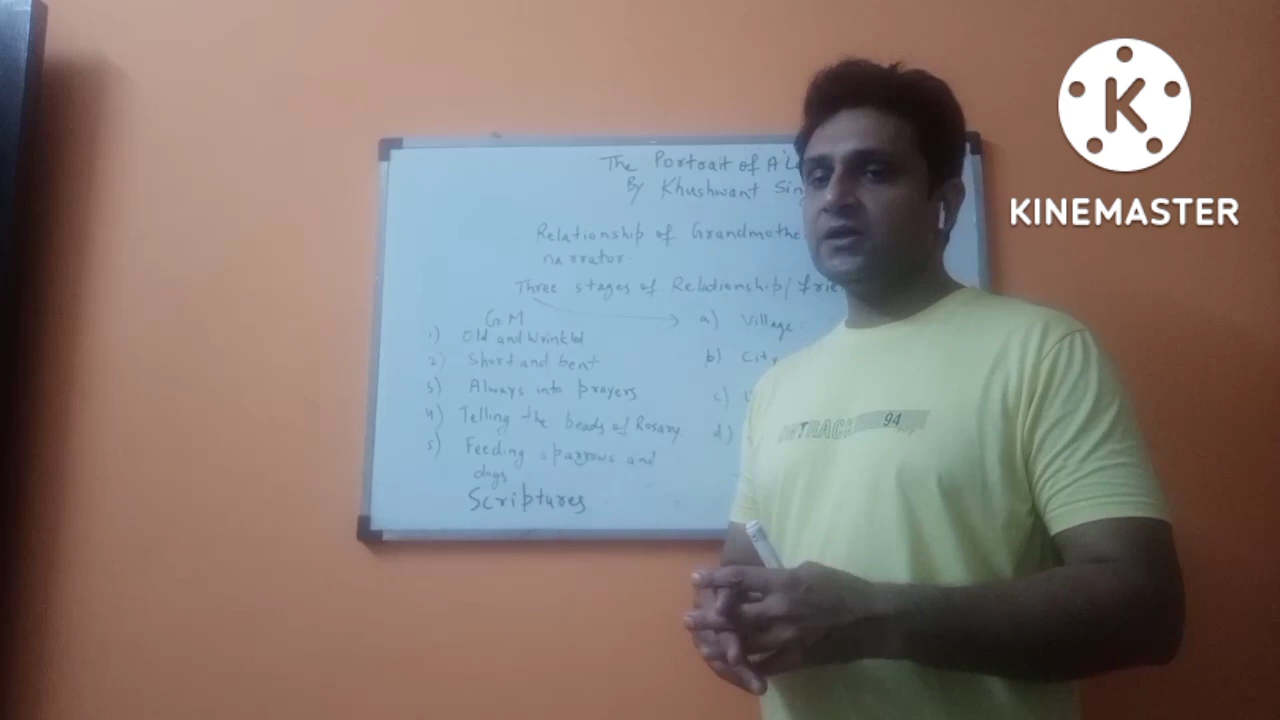 The Portrait of A
By Khushwant Sin
Relationship of Grandmothe
narrator.
Three stages of Relationship/frie
GM
1) Old and Wrinkled
2) Short and bent
3) Always into prayers
4) Telling the beads of Rosary
5) Feeding sparrows and
dogs
Scriptures
a) Village
b) City
c)
d)
94
K
KINEMASTER